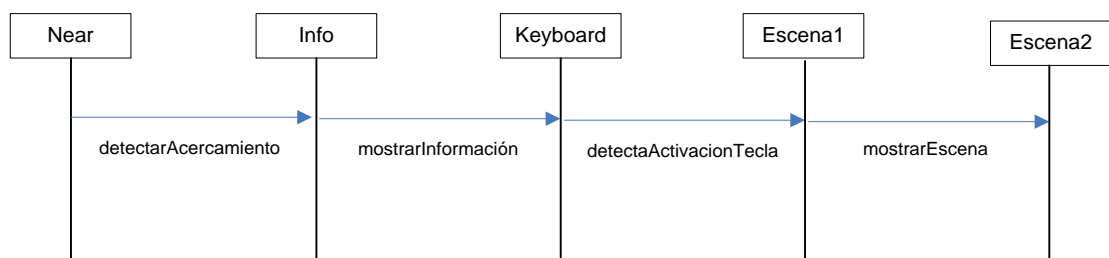 Near
Info
Keyboard
Escena1
Escena2
detectarAcercamiento
mostrarInformación
detectaActivacionTecla
mostrarEscena